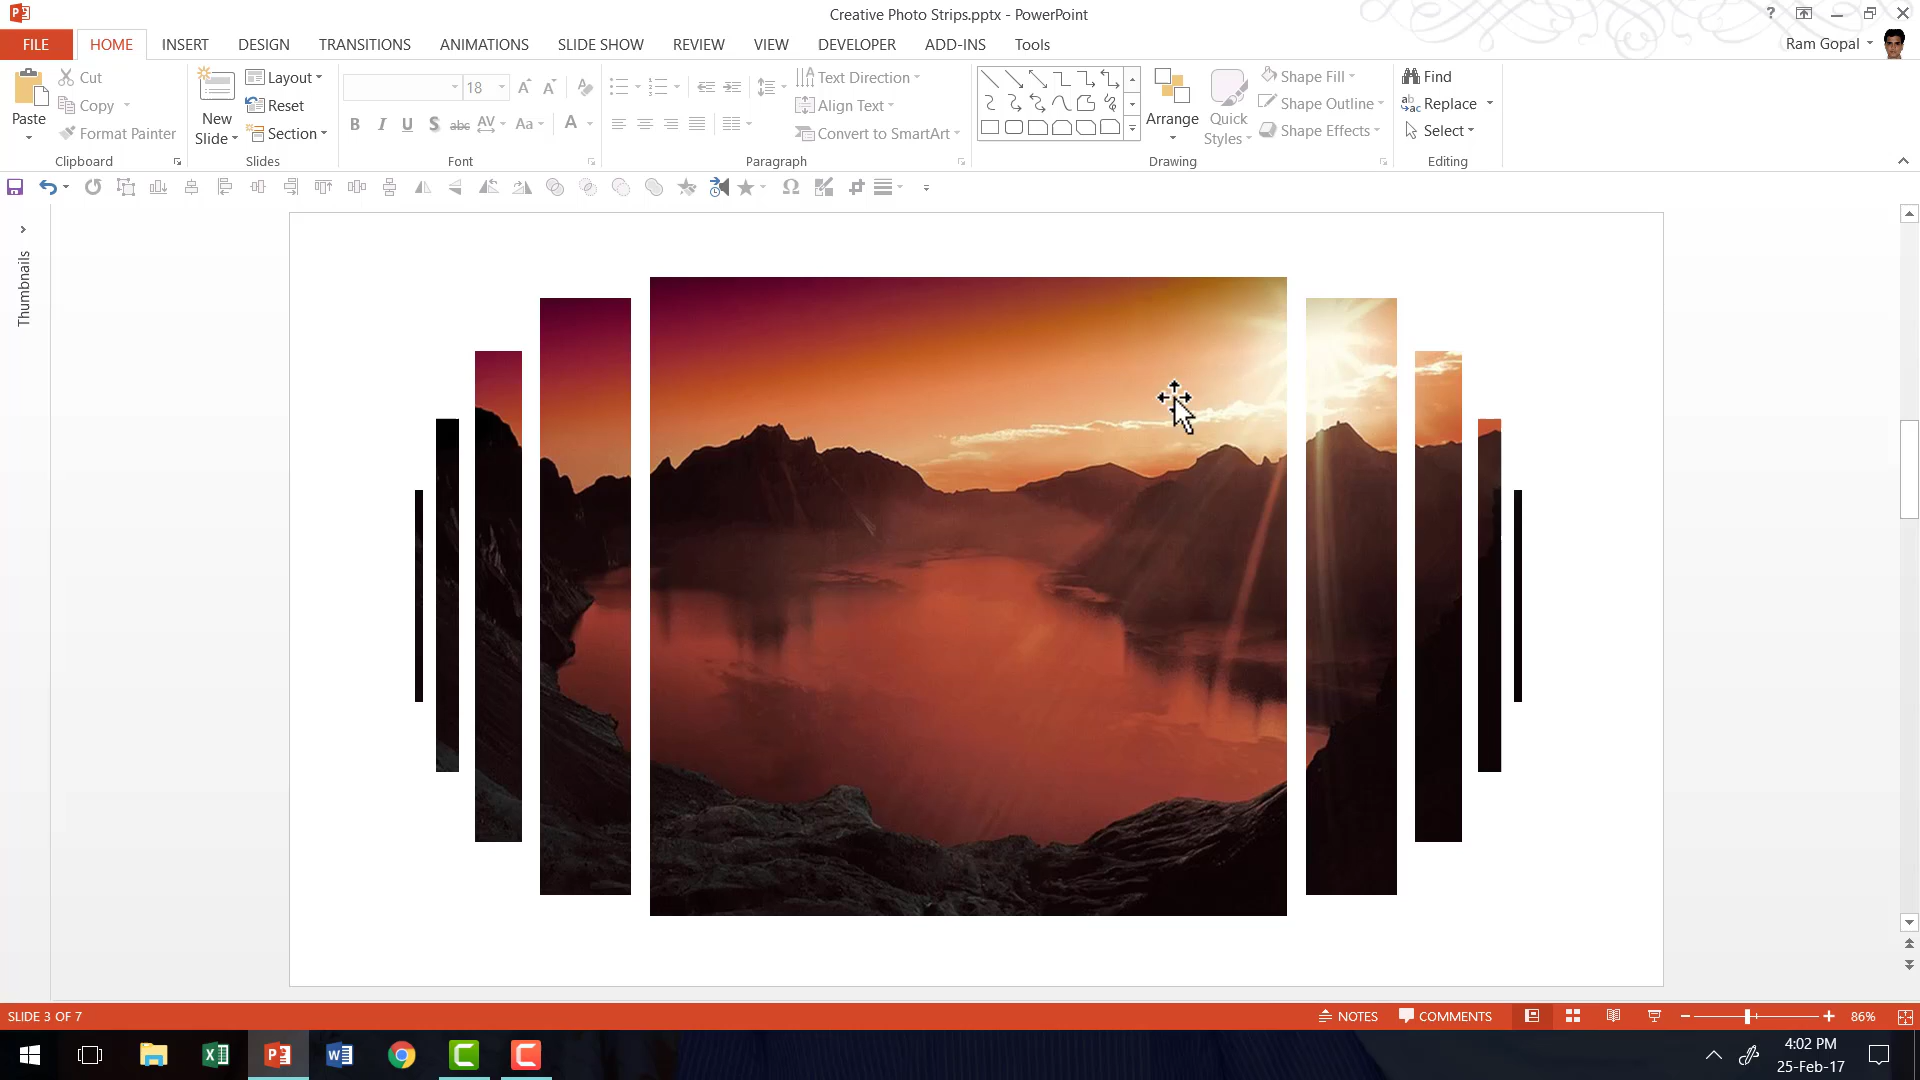 Creative Photo Strips.pptx - PowerPoint
FILE HOME INSERT DESIGN TRANSITIONS ANIMATIONS SLIDE SHOW REVIEW VIEW DEVELOPER ADD-INS Tools Ram Gopal
Paste
Cut
Copy
Format Painter
Clipboard
New Slide
Layout
Reset
Section
Slides
18
Font
Text Direction
Align Text
Convert to SmartArt
Paragraph
Arrange
Quick Styles
Shape Fill
Shape Outline
Shape Effects
Drawing
Find
Replace
Select
Editing
Thumbnails
SLIDE 3 OF 7
NOTES
COMMENTS
86%
4:02 PM
25-Feb-17